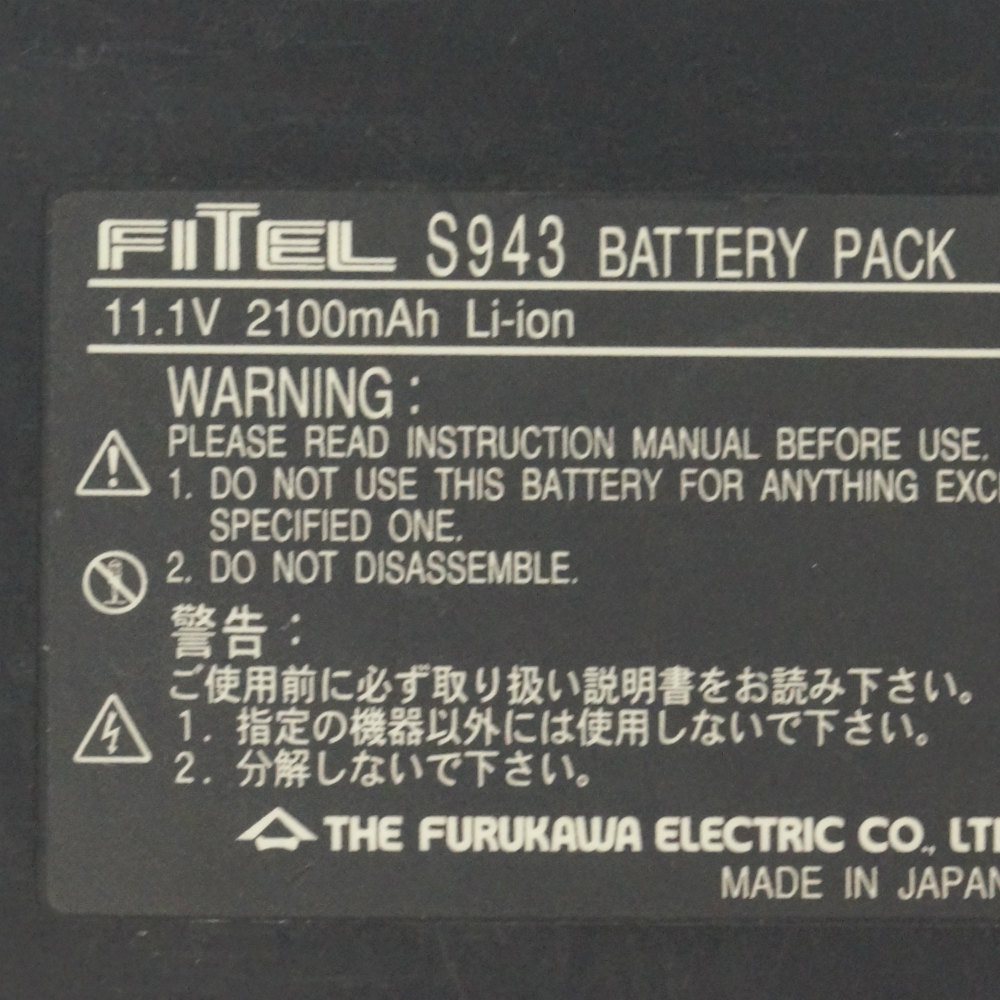 FITEL S943 BATTERY PACK
11.1V 2100mAh Li-ion
WARNING:
PLEASE READ INSTRUCTION MANUAL BEFORE USE.
1. DO NOT USE THIS BATTERY FOR ANYTHING EXC
SPECIFIED ONE.
2. DO NOT DISASSEMBLE.
警告:
ご使用前に必ず取り扱い説明書をお読み下さい。
1. 指定の機器以外には使用しないで下さい。
2. 分解しないで下さい。
THE FURUKAWA ELECTRIC CO., LTD
MADE IN JAPAN